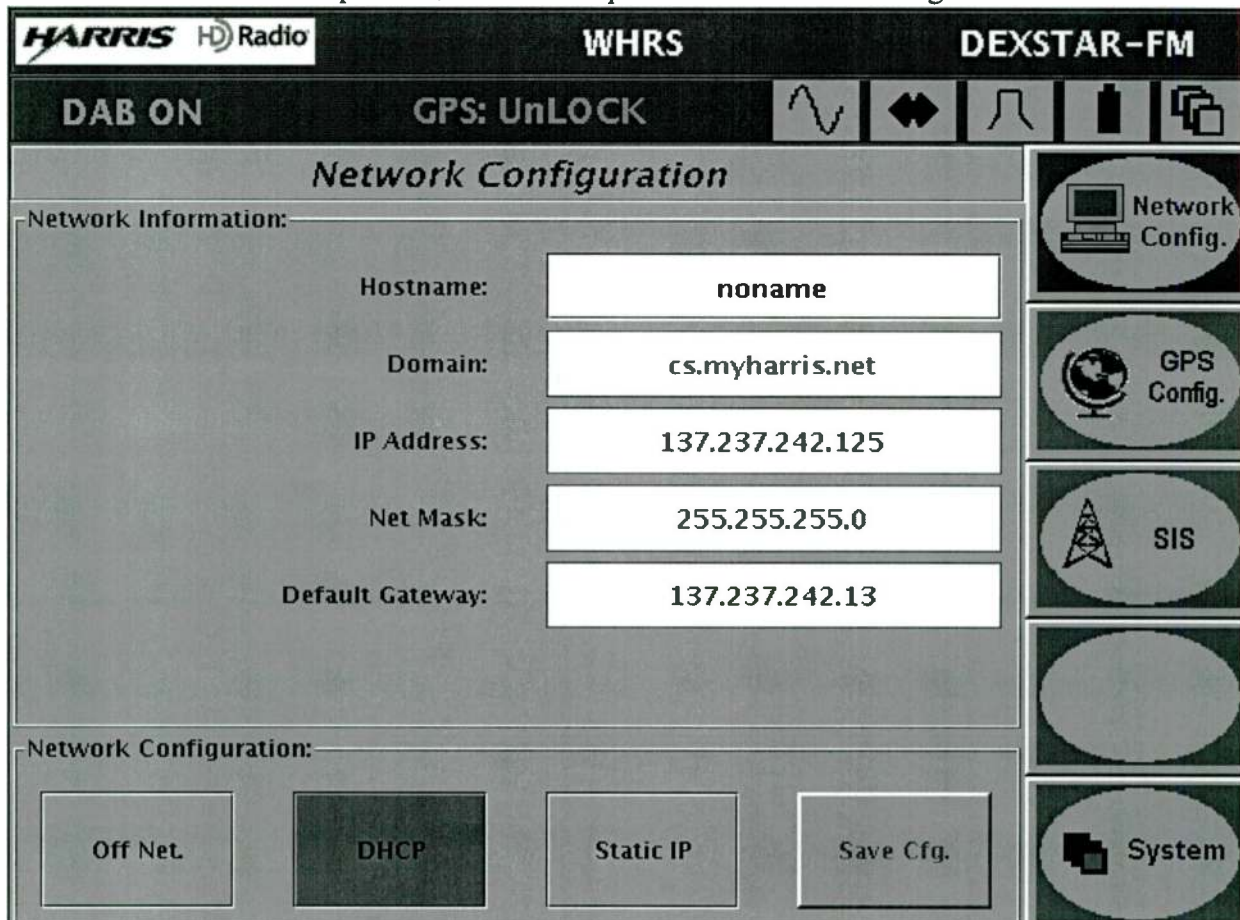 HARRIS HD Radio WHRS DEXSTAR-FM
DAB ON GPS: UnLOCK
Network Configuration
Network Information:
Network Config.
Hostname: noname
Domain: cs.myharris.net
GPS Config.
IP Address: 137.237.242.125
Net Mask: 255.255.255.0
SIS
Default Gateway: 137.237.242.13
Network Configuration:
Off Net. DHCP Static IP Save Cfg.
System